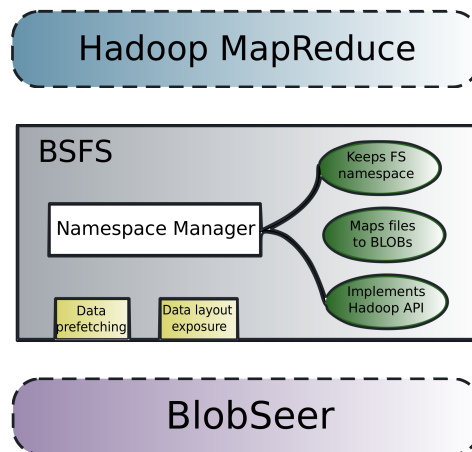 Hadoop MapReduce
BSFS
Keeps FS
namespace
Namespace Manager
Maps files
to BLOBs
Implements
Hadoop API
Data
prefetching
Data layout
exposure
BlobSeer